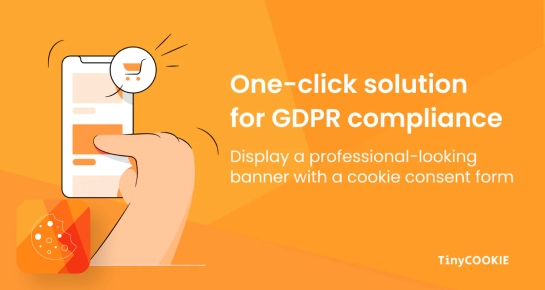 One-click solution
for GDPR compliance
Display a professional-looking
banner with a cookie consent form
TinyCOOKIE